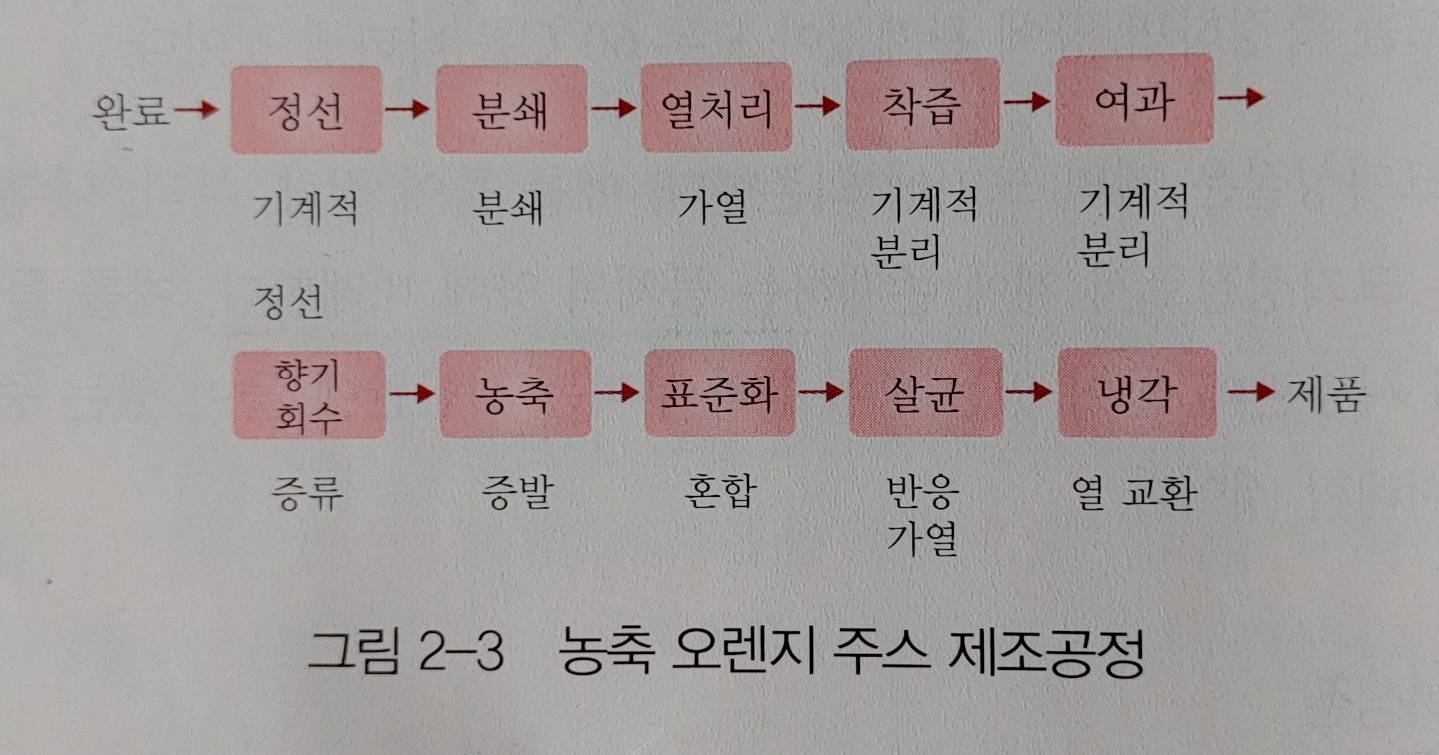 완료 정선 분쇄 열처리 착즙 여과
기계적 분쇄 가열 기계적 기계적
분리 분리
정선
향기
회수 농축 표준화 살균 냉각 제품
증류 증발 혼합 반응 열 교환
가열
그림 2-3 농축 오렌지 주스 제조공정